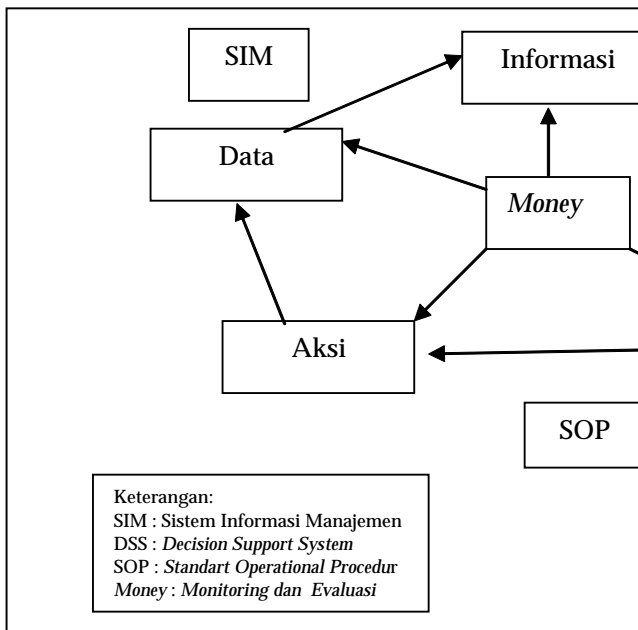 SIM
Informasi
Data
Money
Aksi
SOP
Keterangan:
SIM : Sistem Informasi Manajemen
DSS : Decision Support System
SOP : Standart Operational Procedur
Money : Monitoring dan Evaluasi